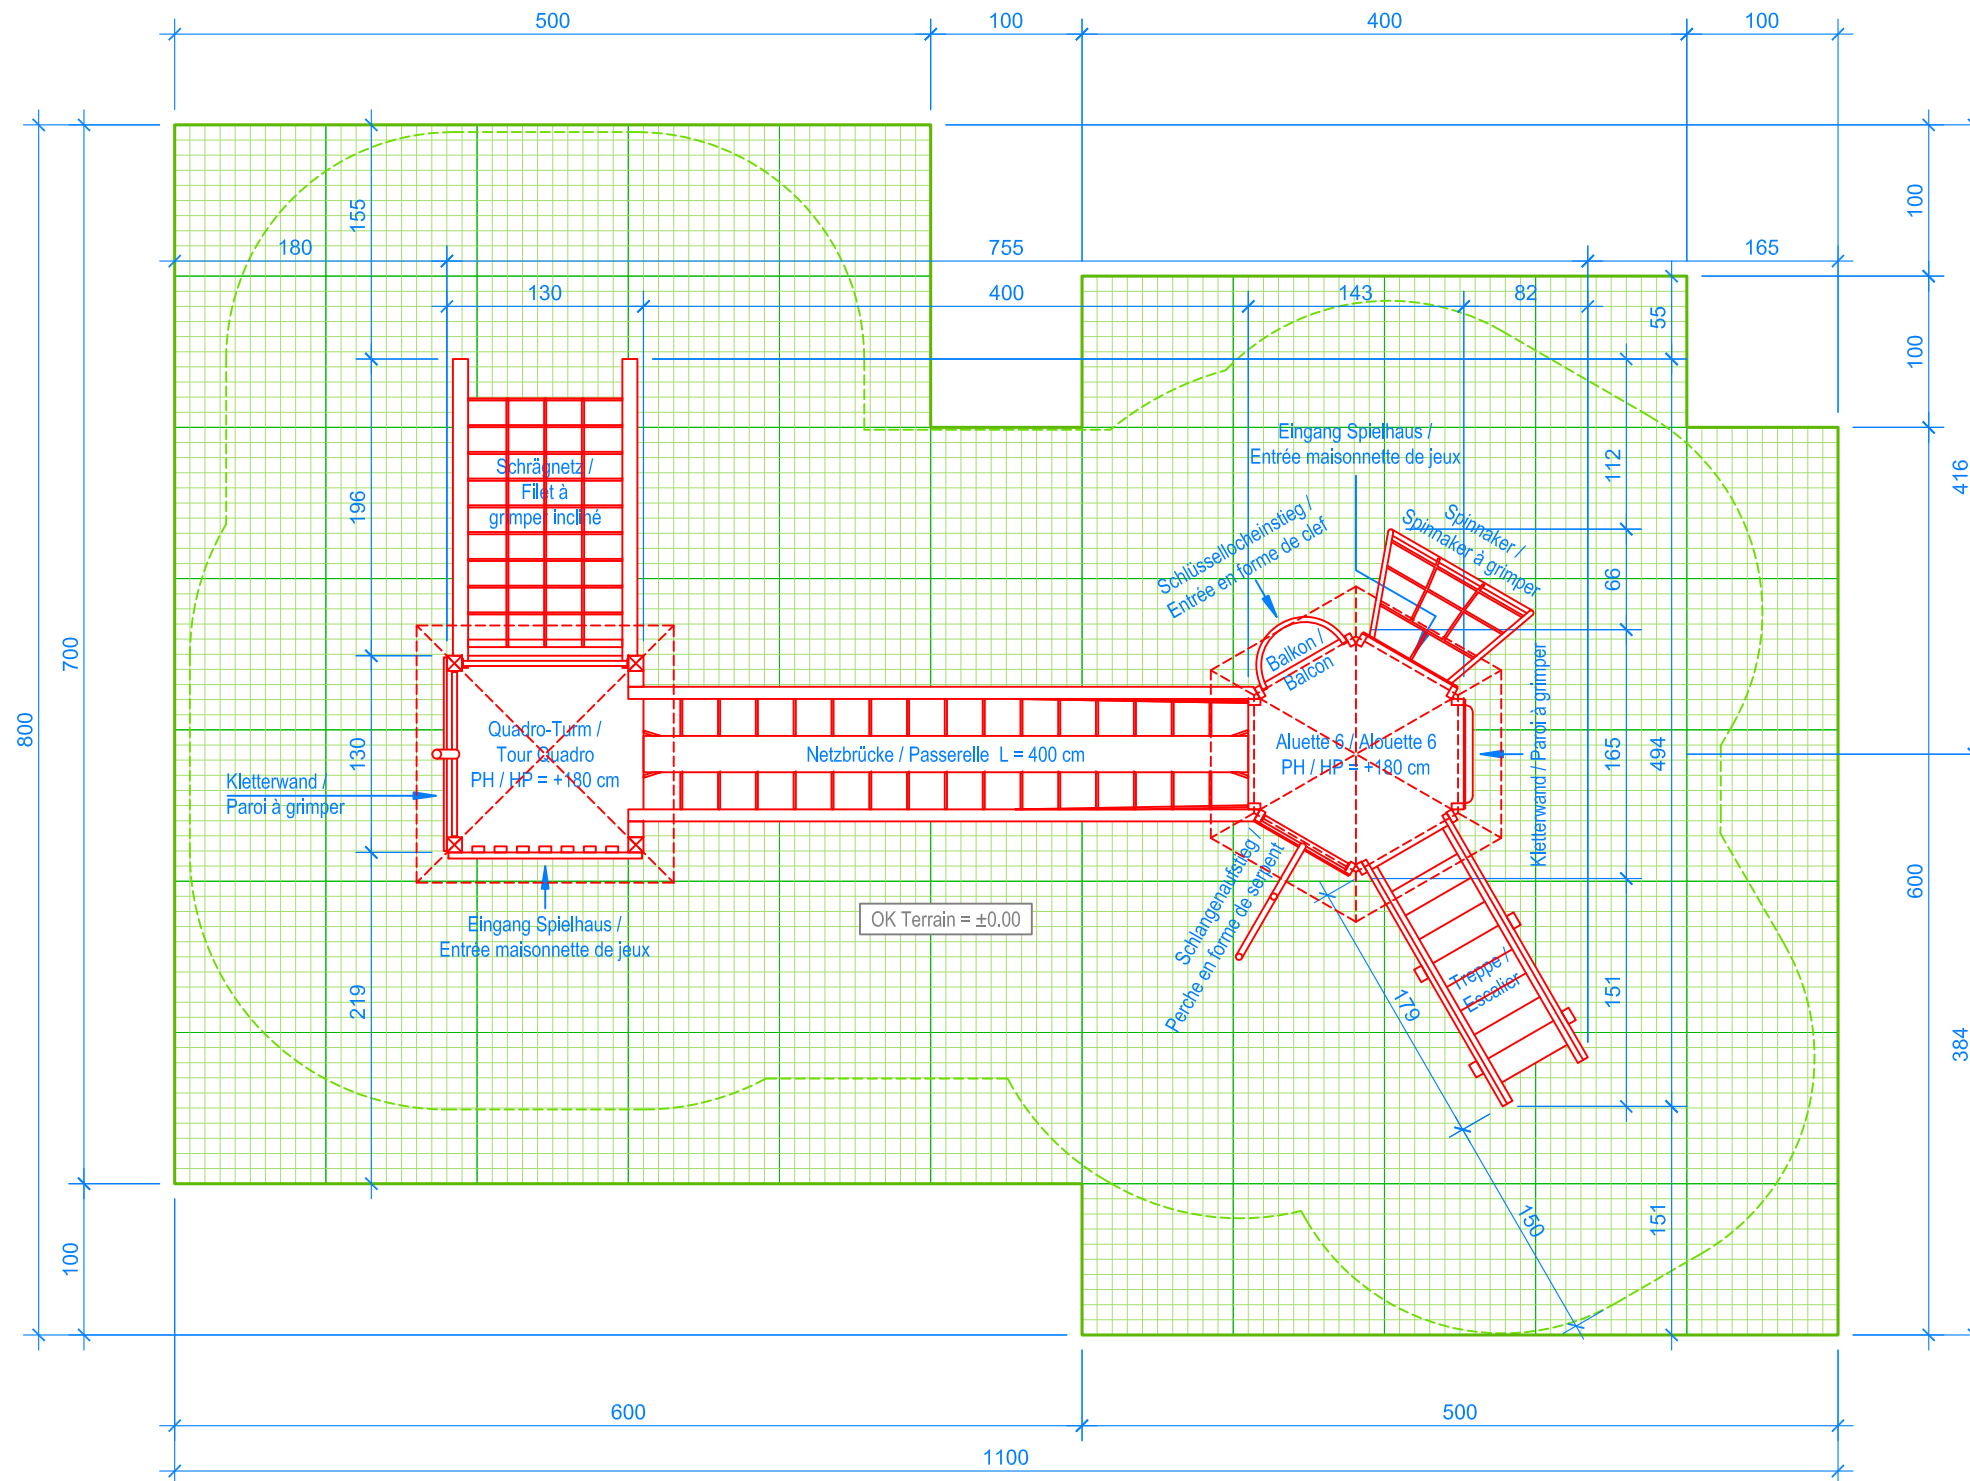 500
100
400
100
155
180
755
165
100
130
400
143
82
55
100
Eingang Spielhaus /
Entrée maisonnette de jeux
112
416
Schrägnetz /
Filet à
grimper incliné
196
Schlüssellocheinstieg /
Entrée en forme de clef
Spinnaker /
Spinnaker à grimper
66
700
800
Balkon /
Balcon
Quadro-Turm /
Tour Quadro
PH / HP = +180 cm
130
Netzbrücke / Passerelle  L = 400 cm
Aluette 6 / Alouette 6
PH / HP = +180 cm
Kletterwand / Paroi à grimper
165
494
Kletterwand /
Paroi à grimper
Eingang Spielhaus /
Entrée maisonnette de jeux
OK Terrain = ±0.00
Schlangenaufstieg /
Perche en forme de serpent
600
219
179
Treppe /
Escalier
151
384
150
151
100
600
500
1100